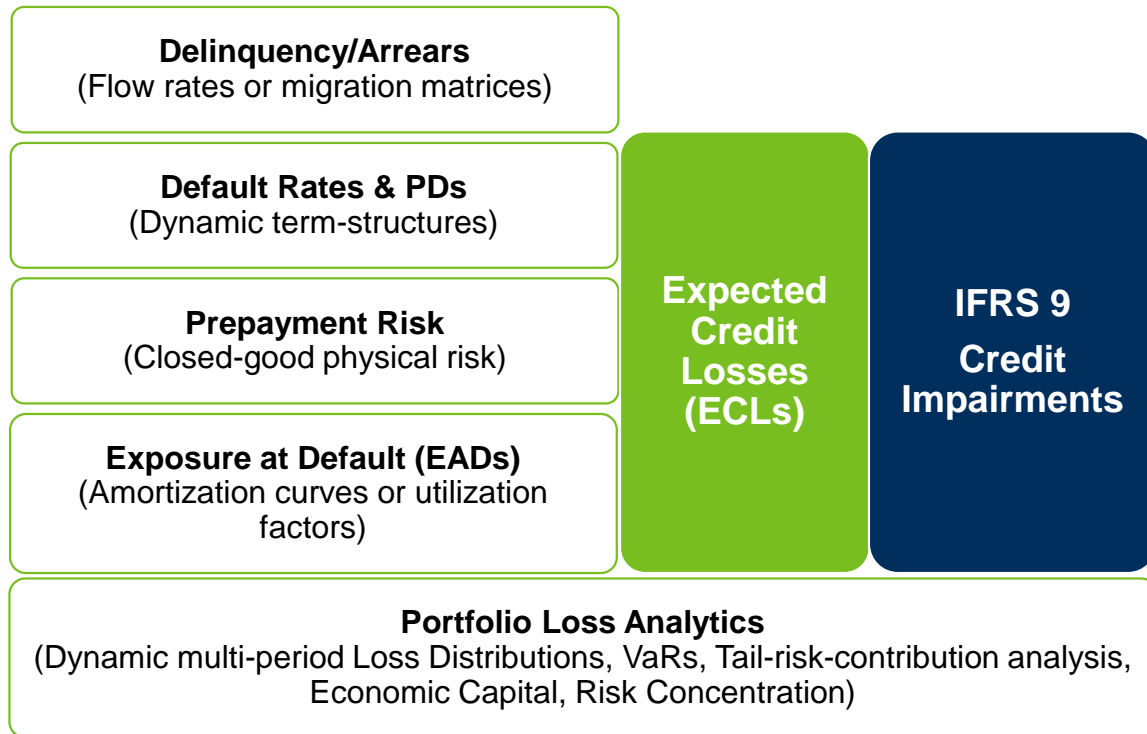 Delinquency/Arrears
(Flow rates or migration matrices)
Default Rates & PDs
(Dynamic term-structures)
Prepayment Risk
(Closed-good physical risk)
Exposure at Default (EADs)
(Amortization curves or utilization
factors)
Expected
Credit
Losses
(ECLs)
IFRS 9
Credit
Impairments
Portfolio Loss Analytics
(Dynamic multi-period Loss Distributions, VaRs, Tail-risk-contribution analysis,
Economic Capital, Risk Concentration)